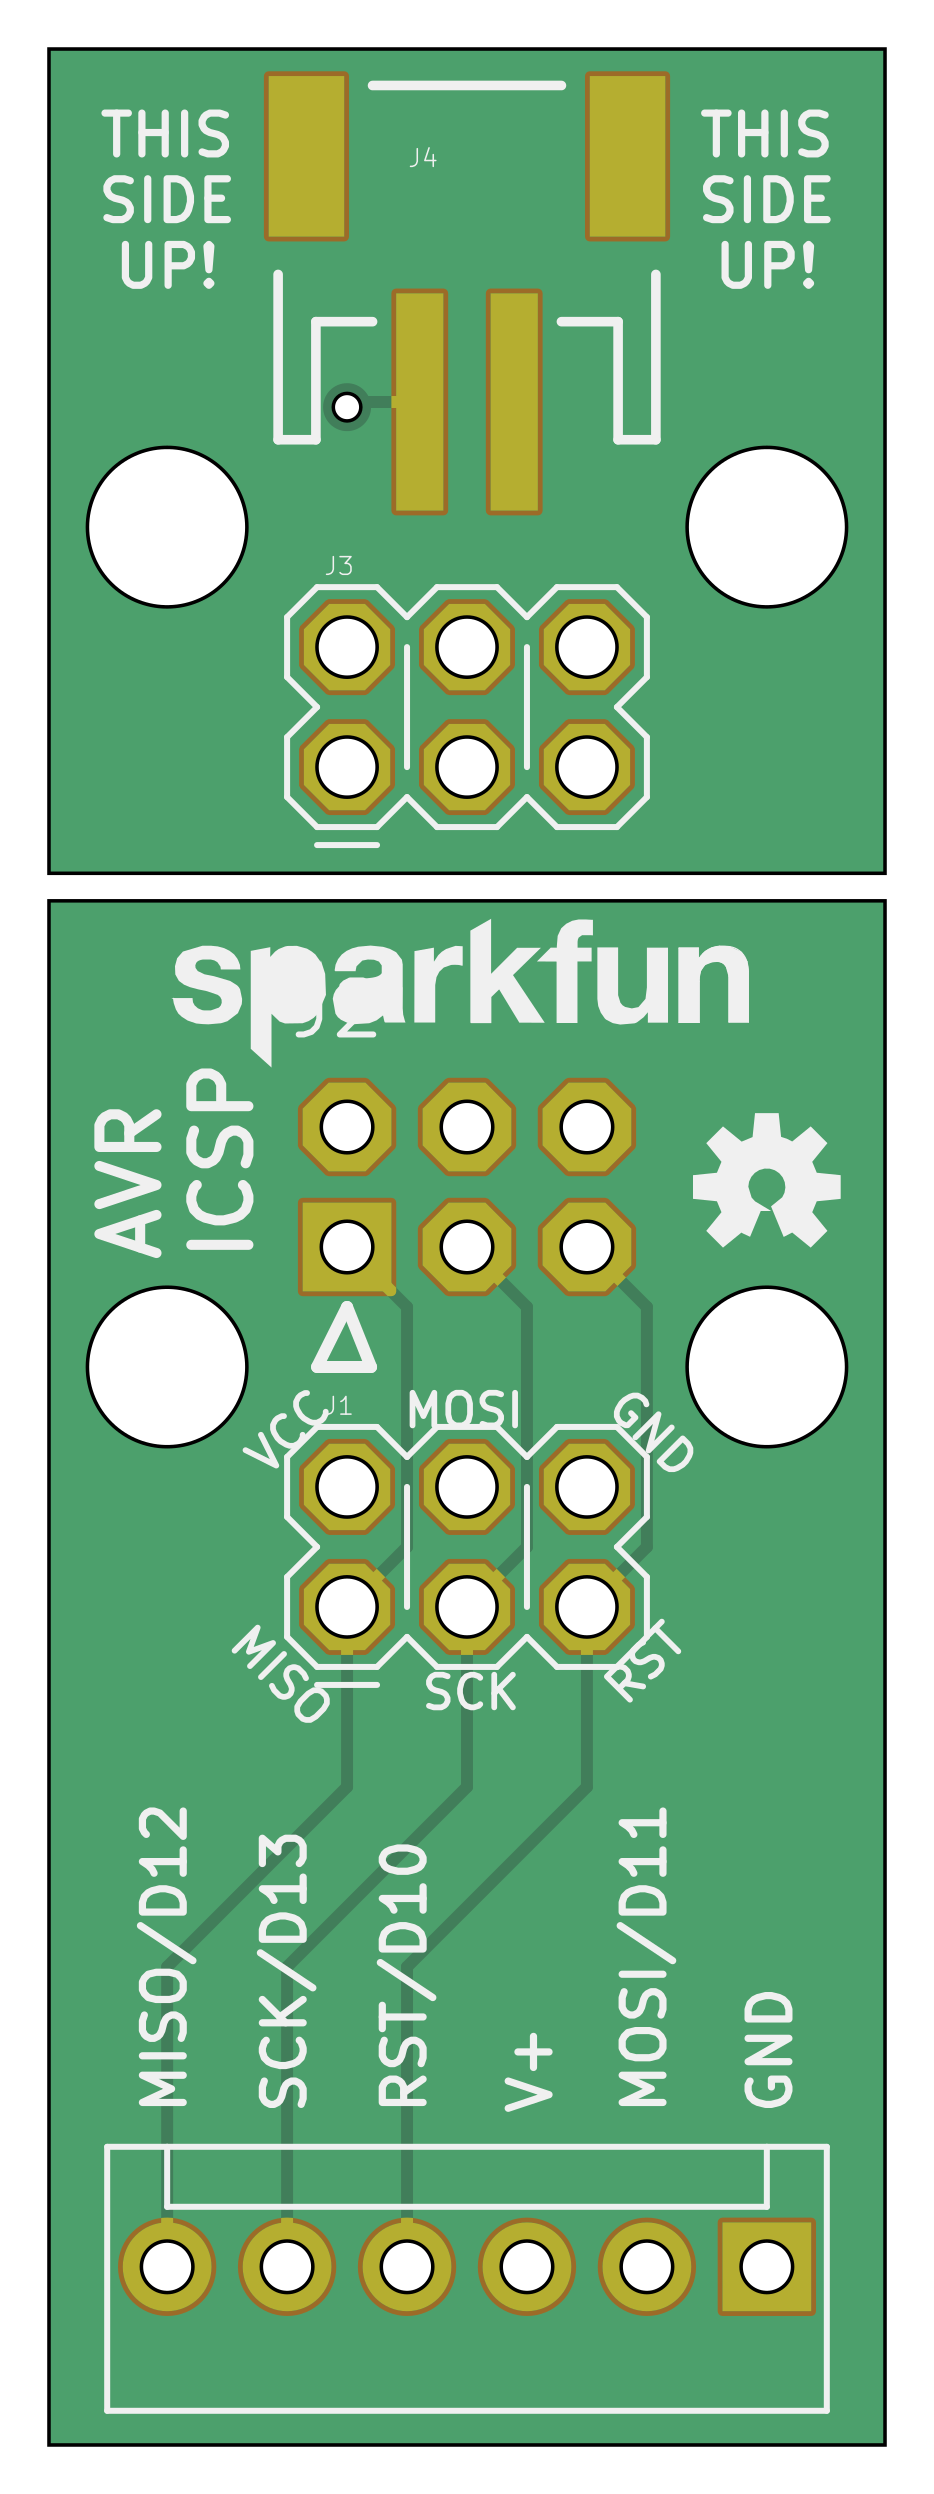 THIS
SIDE
UP!
THIS
SIDE
UP!
J4
J3
sparkfun
AVR
ICSP
J1
VCC
MOSI
GND
MISO
SCK
RST
MISO/D12
SCK/D13
RST/D10
V+
MOSI/D11
GND